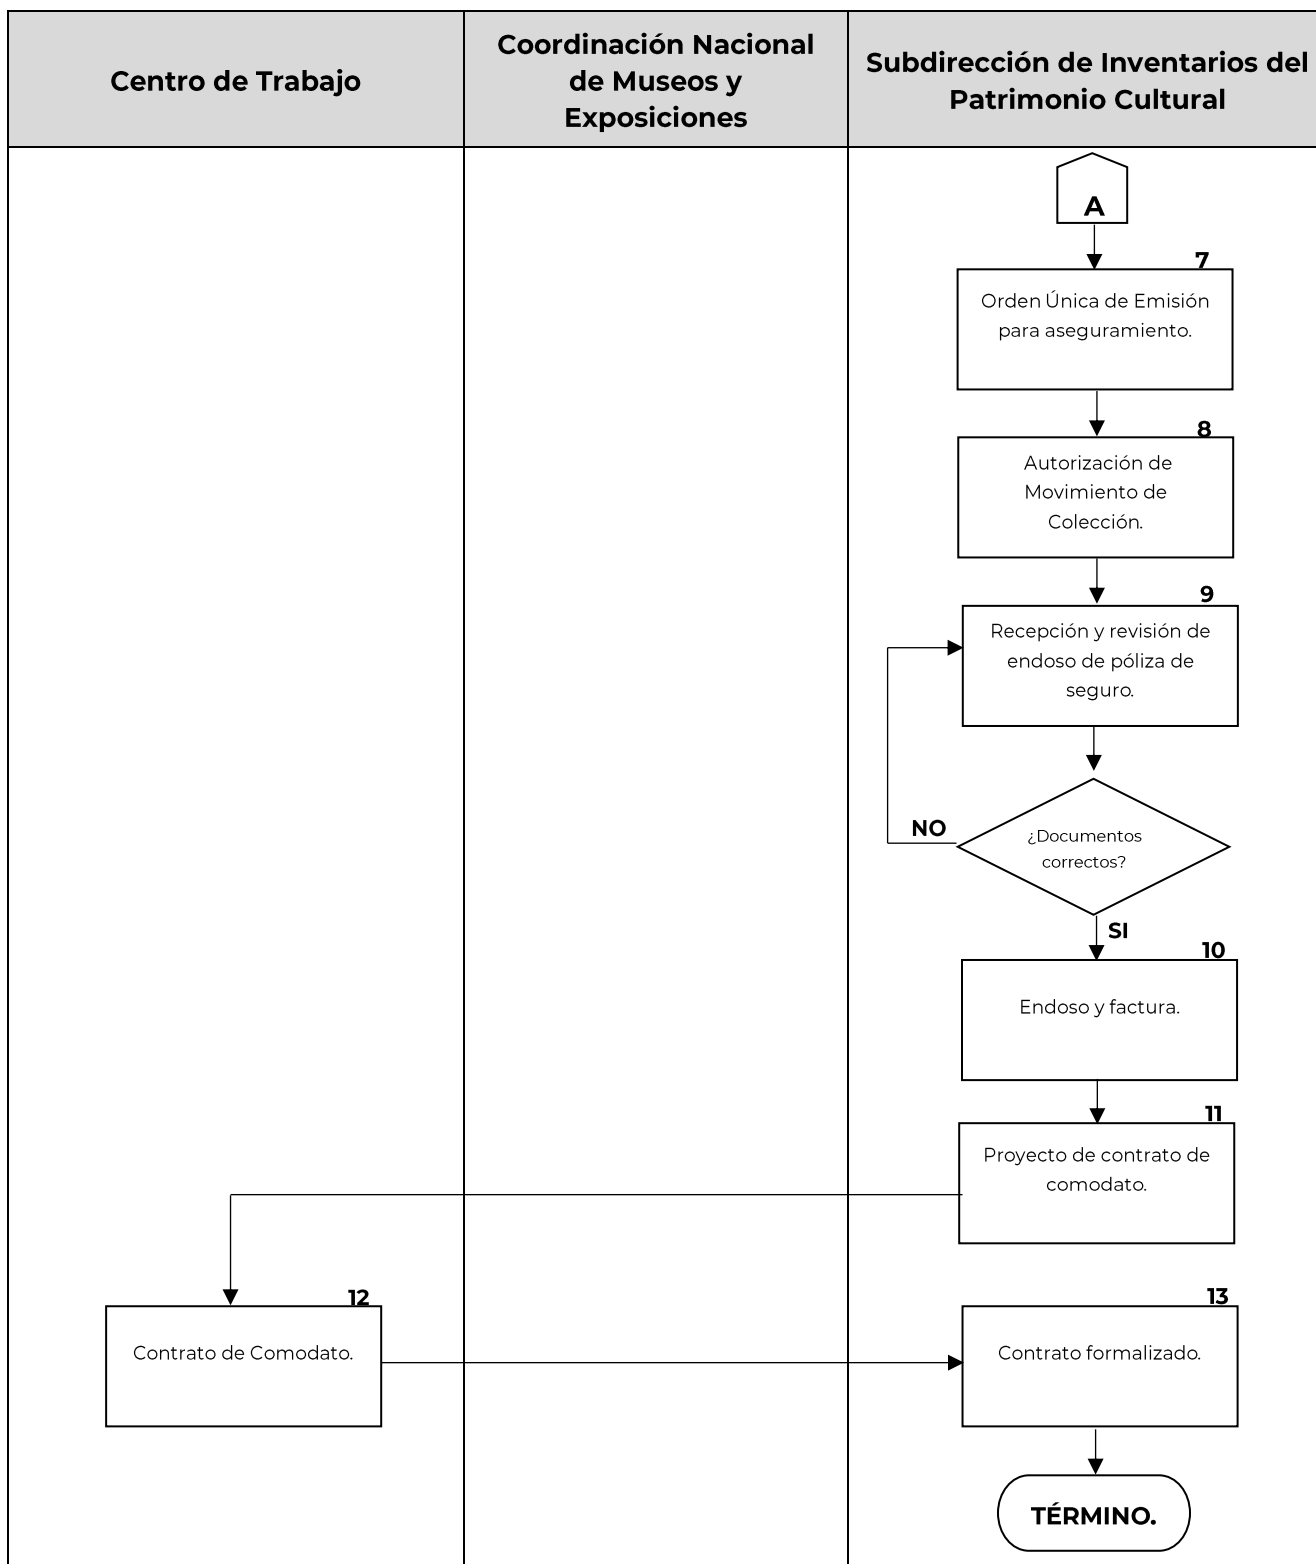 Centro de Trabajo
Coordinación Nacional
de Museos y
Exposiciones
Subdirección de Inventarios del
Patrimonio Cultural
A
7
Orden Única de Emisión
para aseguramiento.
8
Autorización de
Movimiento de
Colección.
9
Recepción y revisión de
endoso de póliza de
seguro.
NO
¿Documentos
correctos?
SI
10
Endoso y factura.
11
Proyecto de contrato de
comodato.
12
Contrato de Comodato.
13
Contrato formalizado.
TÉRMINO.